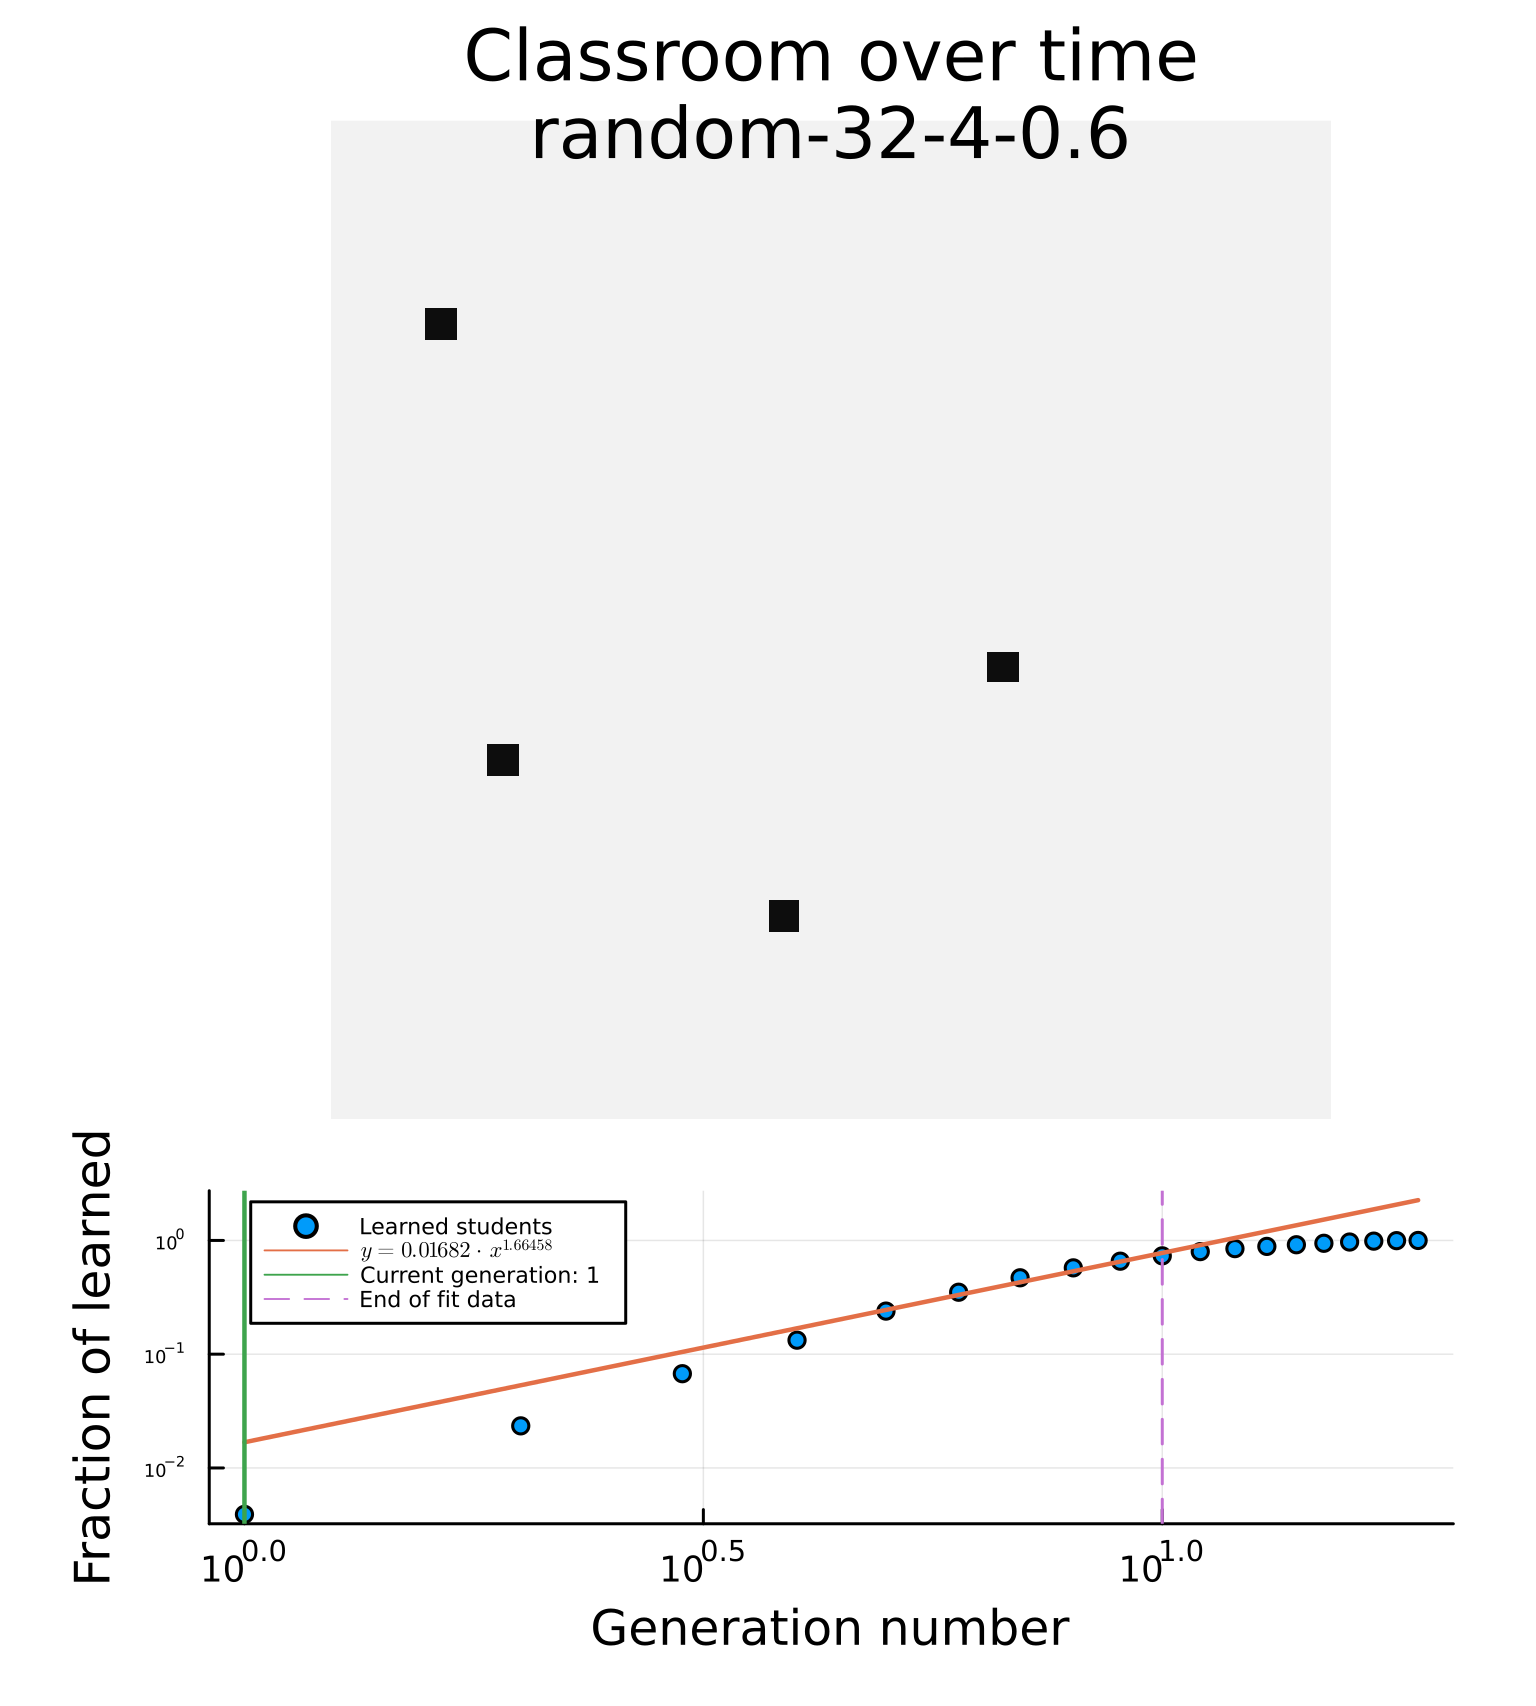 Classroom over time
random-32-4-0.6
Fraction of learned
10⁰
10⁻¹
10⁻²
Learned students
y = 0.01682 · x^1.66458
Current generation: 1
End of fit data
10^0.0
10^0.5
10^1.0
Generation number